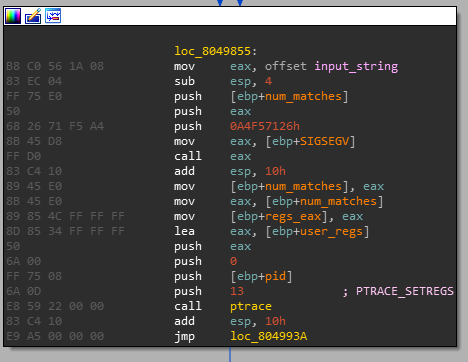 loc_8049855:
B8 C0 56 1A 08 mov eax, offset input_string
83 EC 04 sub esp, 4
FF 75 E0 push [ebp+num_matches]
50 push eax
68 26 71 F5 A4 push 0A4F57126h
8B 45 D8 mov eax, [ebp+SIGSEGV]
FF D0 call eax
83 C4 10 add esp, 10h
89 45 E0 mov [ebp+num_matches], eax
8B 45 E0 mov eax, [ebp+num_matches]
89 85 4C FF FF FF mov [ebp+regs_eax], eax
8D 85 34 FF FF FF lea eax, [ebp+user_regs]
50 push eax
6A 00 push 0
FF 75 08 push [ebp+pid]
6A 0D push 13 ; PTRACE_SETREGS
E8 59 22 00 00 call ptrace
83 C4 10 add esp, 10h
E9 A5 00 00 00 jmp loc_804993A